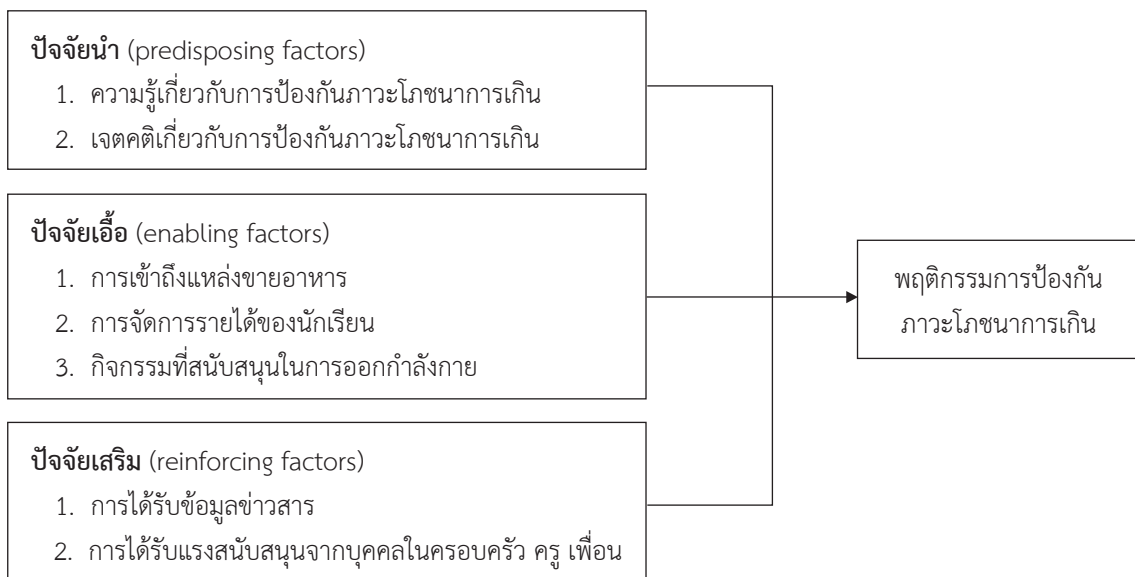 ปัจจัยนำ (predisposing factors)
1. ความรู้เกี่ยวกับการป้องกันภาวะโภชนาการเกิน
2. เจตคติเกี่ยวกับการป้องกันภาวะโภชนาการเกิน
ปัจจัยเอื้อ (enabling factors)
1. การเข้าถึงแหล่งขายอาหาร
2. การจัดการรายได้ของนักเรียน
3. กิจกรรมที่สนับสนุนในการออกกำลังกาย
พฤติกรรมการป้องกัน
ภาวะโภชนาการเกิน
ปัจจัยเสริม (reinforcing factors)
1. การได้รับข้อมูลข่าวสาร
2. การได้รับแรงสนับสนุนจากบุคคลในครอบครัว ครู เพื่อน